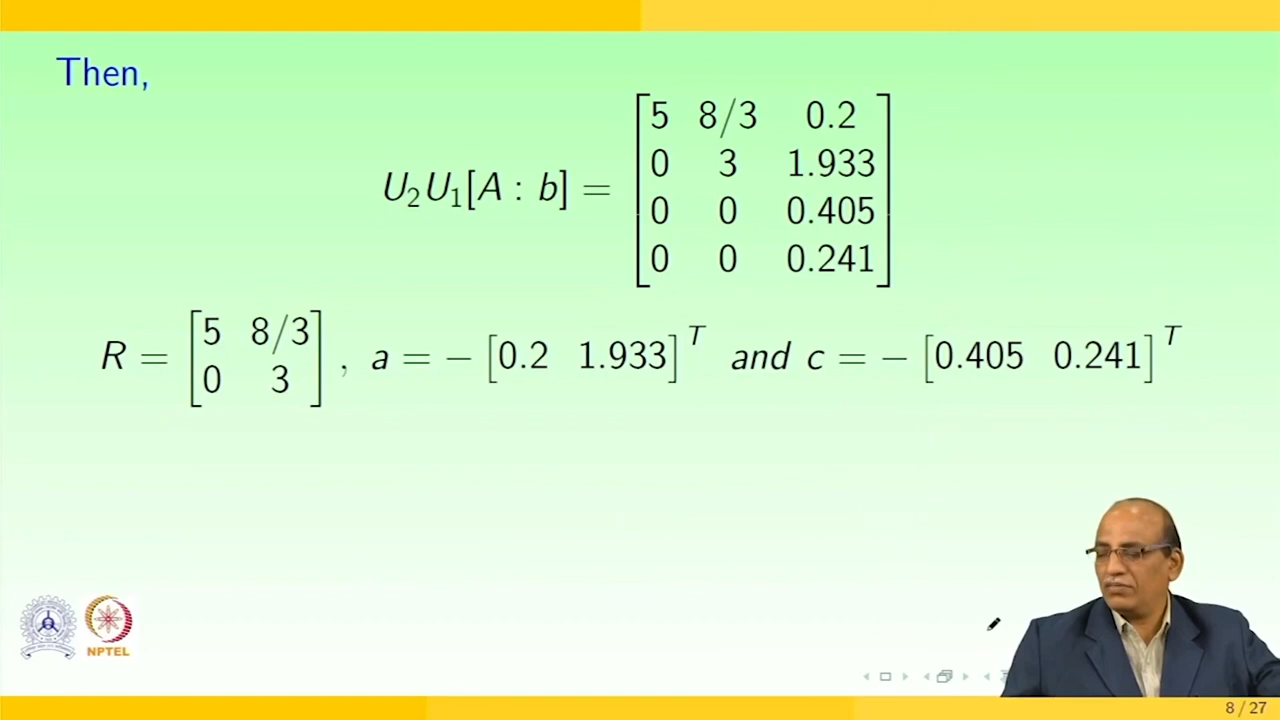 Then,
U₂U₁[A : b] = [5 8/3 0.2
0 3 1.933
0 0 0.405
0 0 0.241]
R = [5 8/3
0 3] , a = − [0.2 1.933]ᵀ and c = − [0.405 0.241]ᵀ
NPTEL
8 / 27